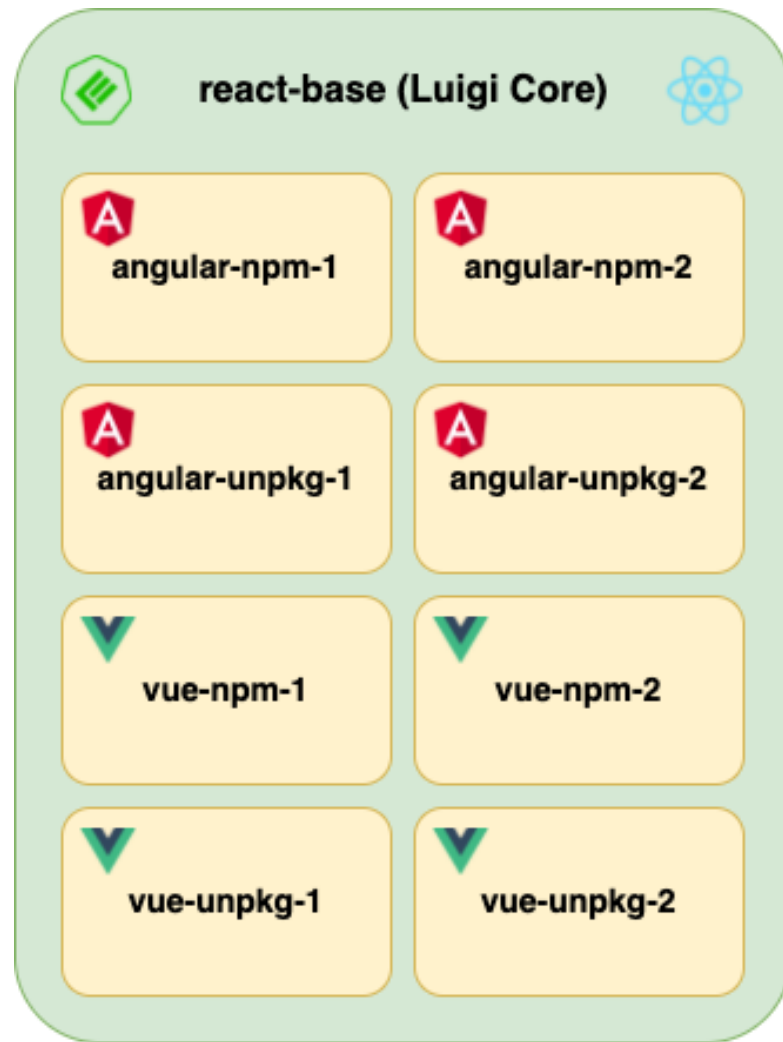 react-base (Luigi Core)
angular-npm-1
angular-npm-2
angular-unpkg-1
angular-unpkg-2
vue-npm-1
vue-npm-2
vue-unpkg-1
vue-unpkg-2